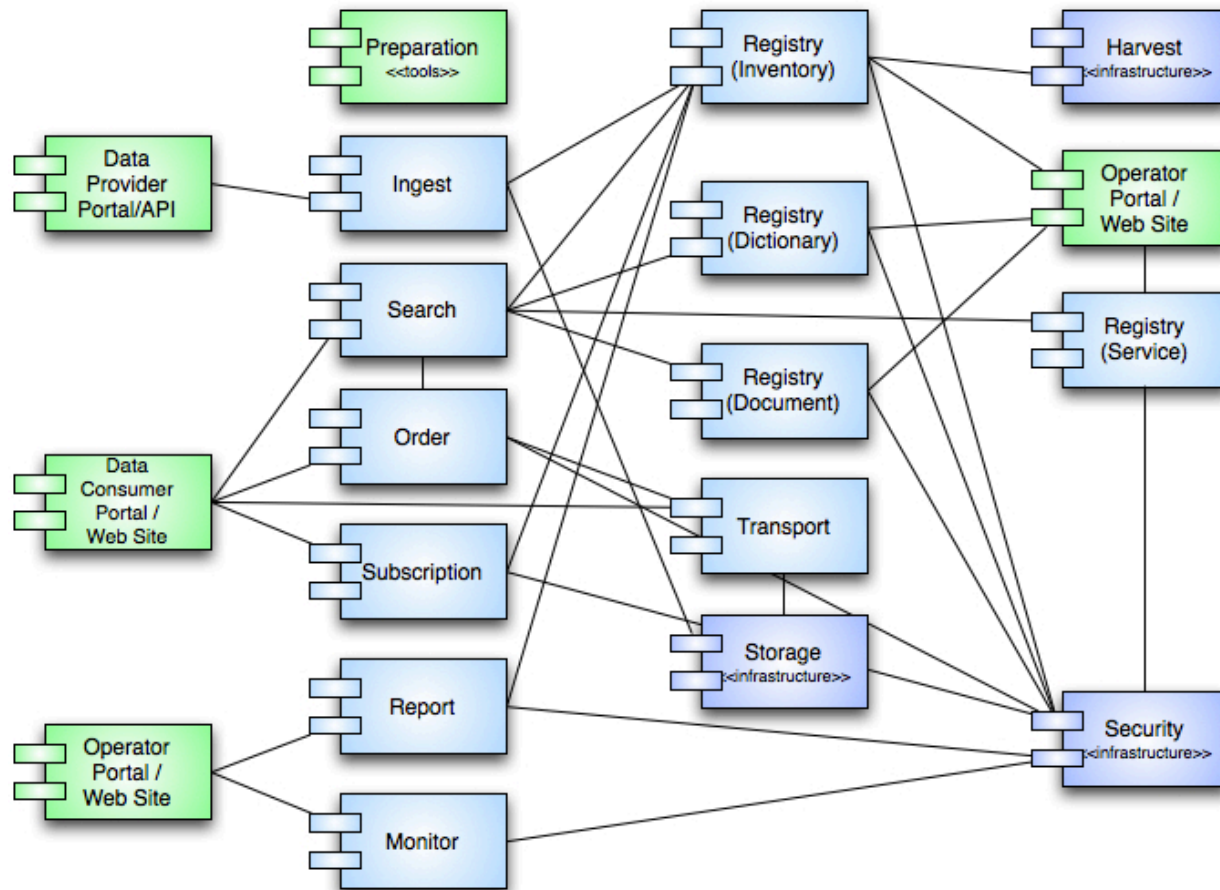 Preparation
<<tools>>
Registry
(Inventory)
Harvest
<<infrastructure>>
Data
Provider
Portal/API
Ingest
Registry
(Dictionary)
Operator
Portal /
Web Site
Search
Registry
(Document)
Registry
(Service)
Order
Data
Consumer
Portal /
Web Site
Transport
Subscription
Storage
<<infrastructure>>
Report
Security
<<infrastructure>>
Operator
Portal /
Web Site
Monitor